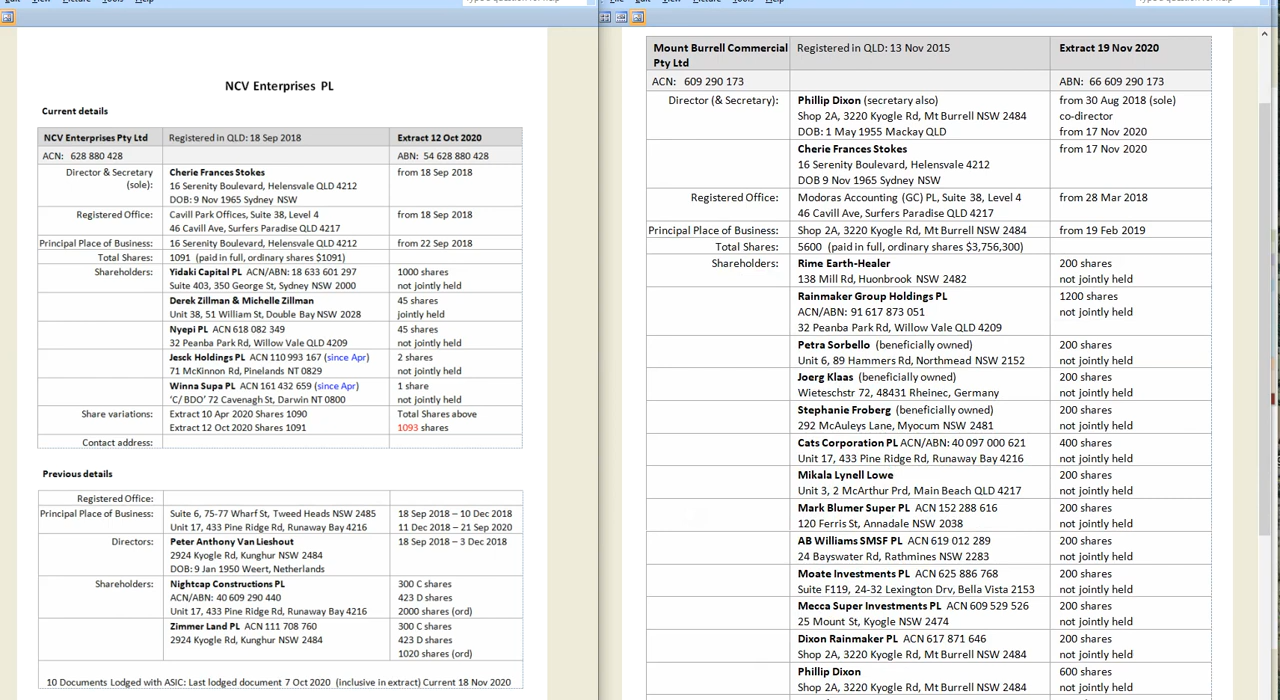 NCV Enterprises PL
Current details
NCV Enterprises Pty Ltd Registered in QLD: 18 Sep 2018 Extract 12 Oct 2020
ACN: 628 880 428 ABN: 54 628 880 428
Director & Secretary (sole): Cherie Frances Stokes from 18 Sep 2018
16 Serenity Boulevard, Helensvale QLD 4212
DOB: 9 Nov 1965 Sydney NSW
Registered Office: Cavill Park Offices, Suite 38, Level 4 from 18 Sep 2018
46 Cavill Ave, Surfers Paradise QLD 4217
Principal Place of Business: 16 Serenity Boulevard, Helensvale 4212 from 22 Sep 2018
Total Shares: 1091 (paid in full, ordinary shares $1091)
Shareholders: Yidaki Capital PL ACN/ABN: 18 633 601 297 1000 shares
Suite 403, 350 George St, Sydney NSW 2000 not jointly held
Derek Zillman & Michelle Zillman 45 shares
Unit 38, 51 William St, Double Bay NSW 2028 jointly held
Nyepi PL ACN 618 082 349 45 shares
32 Peanba Park Rd, Willow Vale QLD 4209 not jointly held
Jesck Holdings PL ACN 110 993 167 (since Apr) 2 shares
71 McKinnon Rd, Pinelands NT 0829 not jointly held
Winna Supa PL ACN 161 432 659 (since Apr) 1 share
‘C/ BDO’ 72 Cavenagh St, Darwin NT 0800 not jointly held
Share variations: Extract 10 Apr 2020 Shares 1090 Total Shares above
Extract 12 Oct 2020 Shares 1091 1093 shares
Contact address:
Previous details
Registered Office:
Principal Place of Business: Suite 6, 75-77 Wharf St, Tweed Heads NSW 2485 18 Sep 2018 – 10 Dec 2018
Unit 17, 433 Pine Ridge Rd, Runaway Bay 4216 11 Dec 2018 – 21 Sep 2020
Directors: Peter Anthony Van Lieshout 18 Sep 2018 – 3 Dec 2018
2924 Kyogle Rd, Kunghur NSW 2484
DOB: 9 Jan 1950 Weert, Netherlands
Shareholders: Nightcap Constructions PL 300 C shares
ACN/ABN: 40 609 290 440 423 D shares
Unit 17, 433 Pine Ridge Rd, Runaway Bay 4216 2000 shares (ord)
Zimmer Land PL ACN 111 708 760 300 C shares
2924 Kyogle Rd, Kunghur NSW 2484 423 D shares
1020 shares (ord)
10 Documents Lodged with ASIC: Last lodged document 7 Oct 2020 (inclusive in extract) Current 18 Nov 2020
Mount Burrell Commercial Pty Ltd Registered in QLD: 13 Nov 2015 Extract 19 Nov 2020
ACN: 609 290 173 ABN: 66 609 290 173
Director (& Secretary): Phillip Dixon (secretary also) from 30 Aug 2018 (sole)
Shop 2A, 3220 Kyogle Rd, Mt Burrell NSW 2484 co-director
DOB: 1 May 1955 Mackay QLD from 17 Nov 2020
Cherie Frances Stokes from 17 Nov 2020
16 Serenity Boulevard, Helensvale 4212
DOB 9 Nov 1965 Sydney NSW
Registered Office: Modoras Accounting (GC) PL, Suite 38, Level 4 from 28 Mar 2018
46 Cavill Ave, Surfers Paradise QLD 4217
Principal Place of Business: Shop 2A, 3220 Kyogle Rd, Mt Burrell NSW 2484 from 19 Feb 2019
Total Shares: 5600 (paid in full, ordinary shares $3,756,300)
Shareholders: Rime Earth-Healer 200 shares
138 Mill Rd, Huonbrook NSW 2482 not jointly held
Rainmaker Group Holdings PL 1200 shares
ACN/ABN: 91 617 873 051 not jointly held
32 Peanba Park Rd, Willow Vale QLD 4209
Petra Sorbello (beneficially owned) 200 shares
Unit 6, 89 Hammers Rd, Northmead NSW 2152 not jointly held
Joerg Klaas (beneficially owned) 200 shares
Wieteschstr 72, 48431 Rheinec, Germany not jointly held
Stephanie Froberg (beneficially owned) 200 shares
292 McAuleys Lane, Myocum NSW 2481 not jointly held
Cats Corporation PL ACN/ABN: 40 097 000 621 400 shares
Unit 17, 433 Pine Ridge Rd, Runaway Bay 4216 not jointly held
Mikala Lynell Lowe 200 shares
Unit 3, 2 McArthur Prd, Main Beach QLD 4217 not jointly held
Mark Blumer Super PL ACN 152 288 616 200 shares
120 Ferris St, Annadale NSW 2038 not jointly held
AB Williams SMSF PL ACN 619 012 289 200 shares
24 Bayswater Rd, Rathmines NSW 2283 not jointly held
Moate Investments PL ACN 625 886 768 200 shares
Suite F119, 24-32 Lexington Drv, Bella Vista 2153 not jointly held
Mecca Super Investments PL ACN 609 529 526 200 shares
25 Mount St, Kyogle NSW 2474 not jointly held
Dixon Rainmaker PL ACN 617 871 646 200 shares
Shop 2A, 3220 Kyogle Rd, Mt Burrell NSW 2484 not jointly held
Phillip Dixon 600 shares
Shop 2A, 3220 Kyogle Rd, Mt Burrell NSW 2484 not jointly held